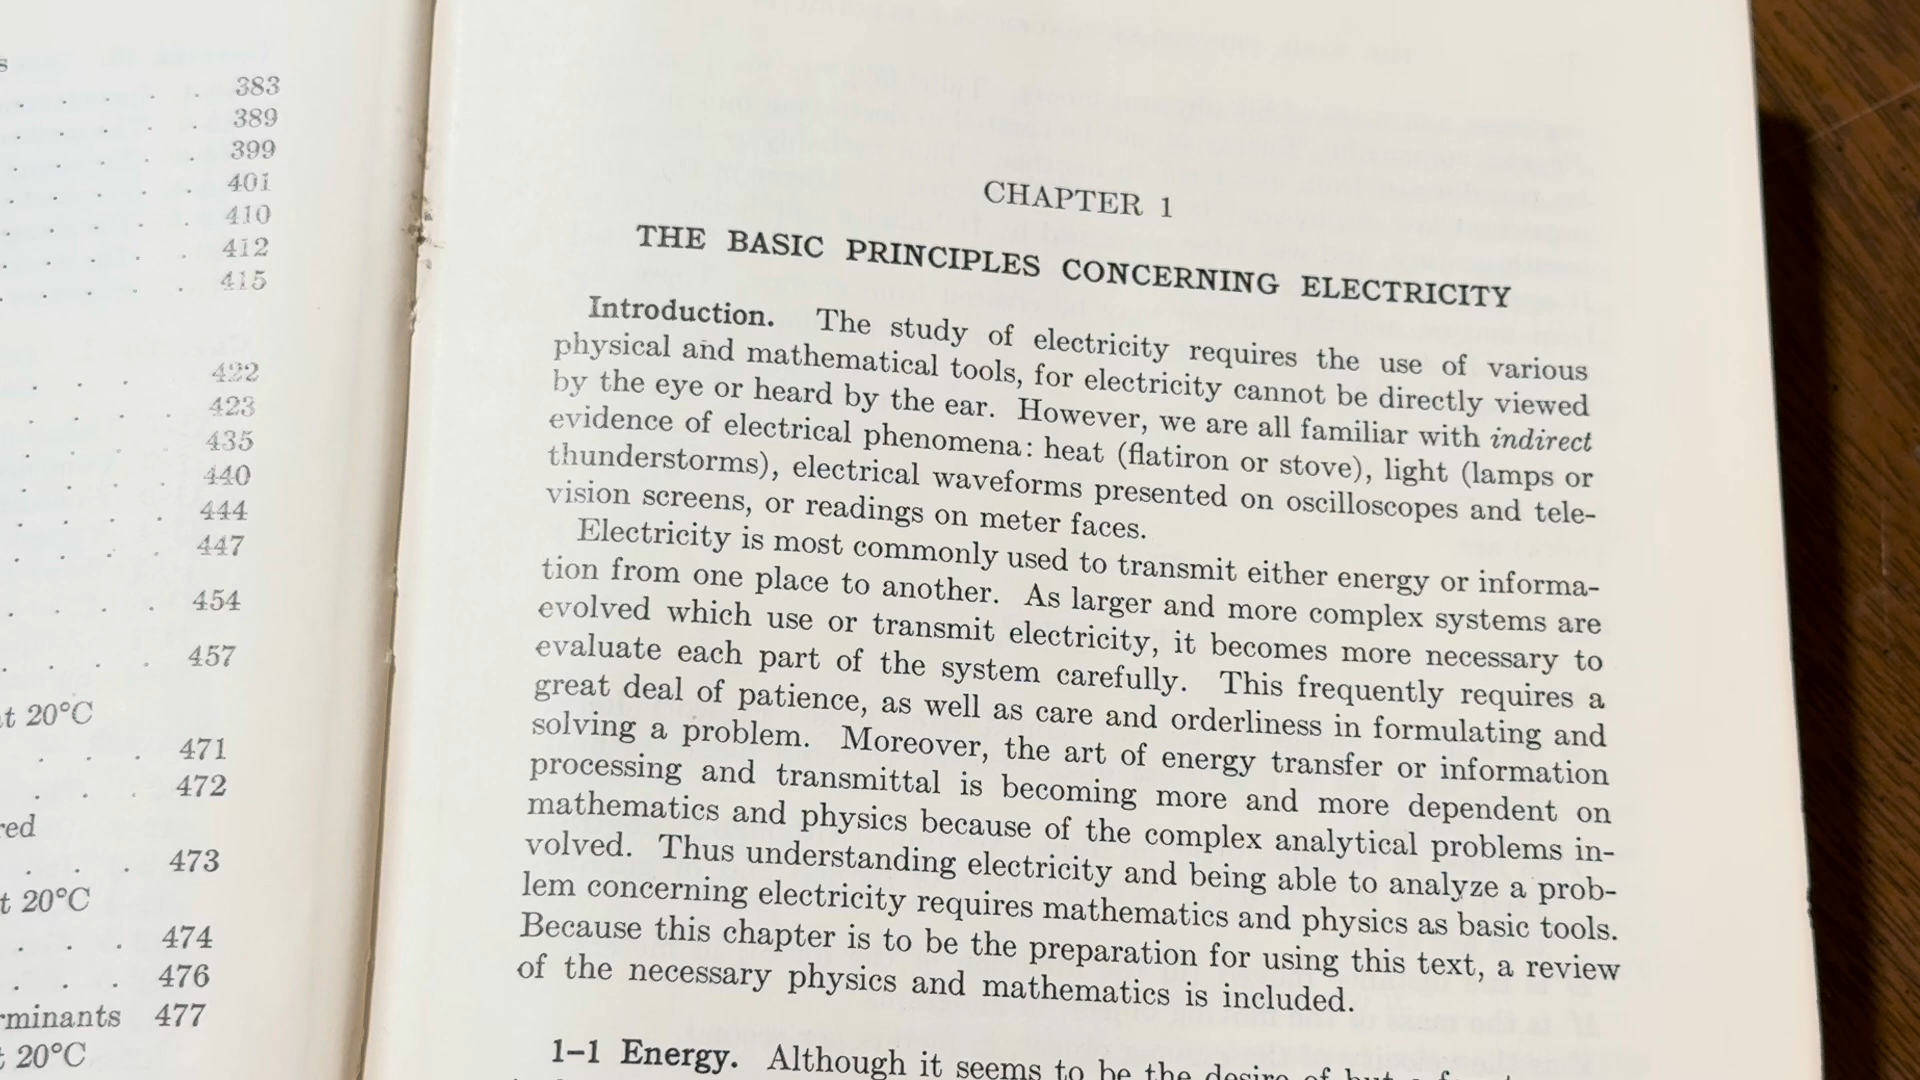 s
. . . . . 383
. . . . . 389
. . . . . 399
. . . . . 401
. . . . . 410
. . . . . 412
. . . . . 415
. . . 422
. . . . 423
. . . . 435
. . . . 440
. . . . . 444
. . . . 447
. . . . 454
. . . . 457
t 20°C
. . . 471
. . . 472
red
. . . 473
t 20°C
. . . 474
. . . 476
rminants 477
20°C
CHAPTER 1
THE BASIC PRINCIPLES CONCERNING ELECTRICITY
Introduction. The study of electricity requires the use of various
physical and mathematical tools, for electricity cannot be directly viewed
by the eye or heard by the ear. However, we are all familiar with indirect
evidence of electrical phenomena: heat (flatiron or stove), light (lamps or
thunderstorms), electrical waveforms presented on oscilloscopes and tele-
vision screens, or readings on meter faces.
Electricity is most commonly used to transmit either energy or informa-
tion from one place to another. As larger and more complex systems are
evolved which use or transmit electricity, it becomes more necessary to
evaluate each part of the system carefully. This frequently requires a
great deal of patience, as well as care and orderliness in formulating and
solving a problem. Moreover, the art of energy transfer or information
processing and transmittal is becoming more and more dependent on
mathematics and physics because of the complex analytical problems in-
volved. Thus understanding electricity and being able to analyze a prob-
lem concerning electricity requires mathematics and physics as basic tools.
Because this chapter is to be the preparation for using this text, a review
of the necessary physics and mathematics is included.
1–1 Energy. Although it seems to be the desire of but a